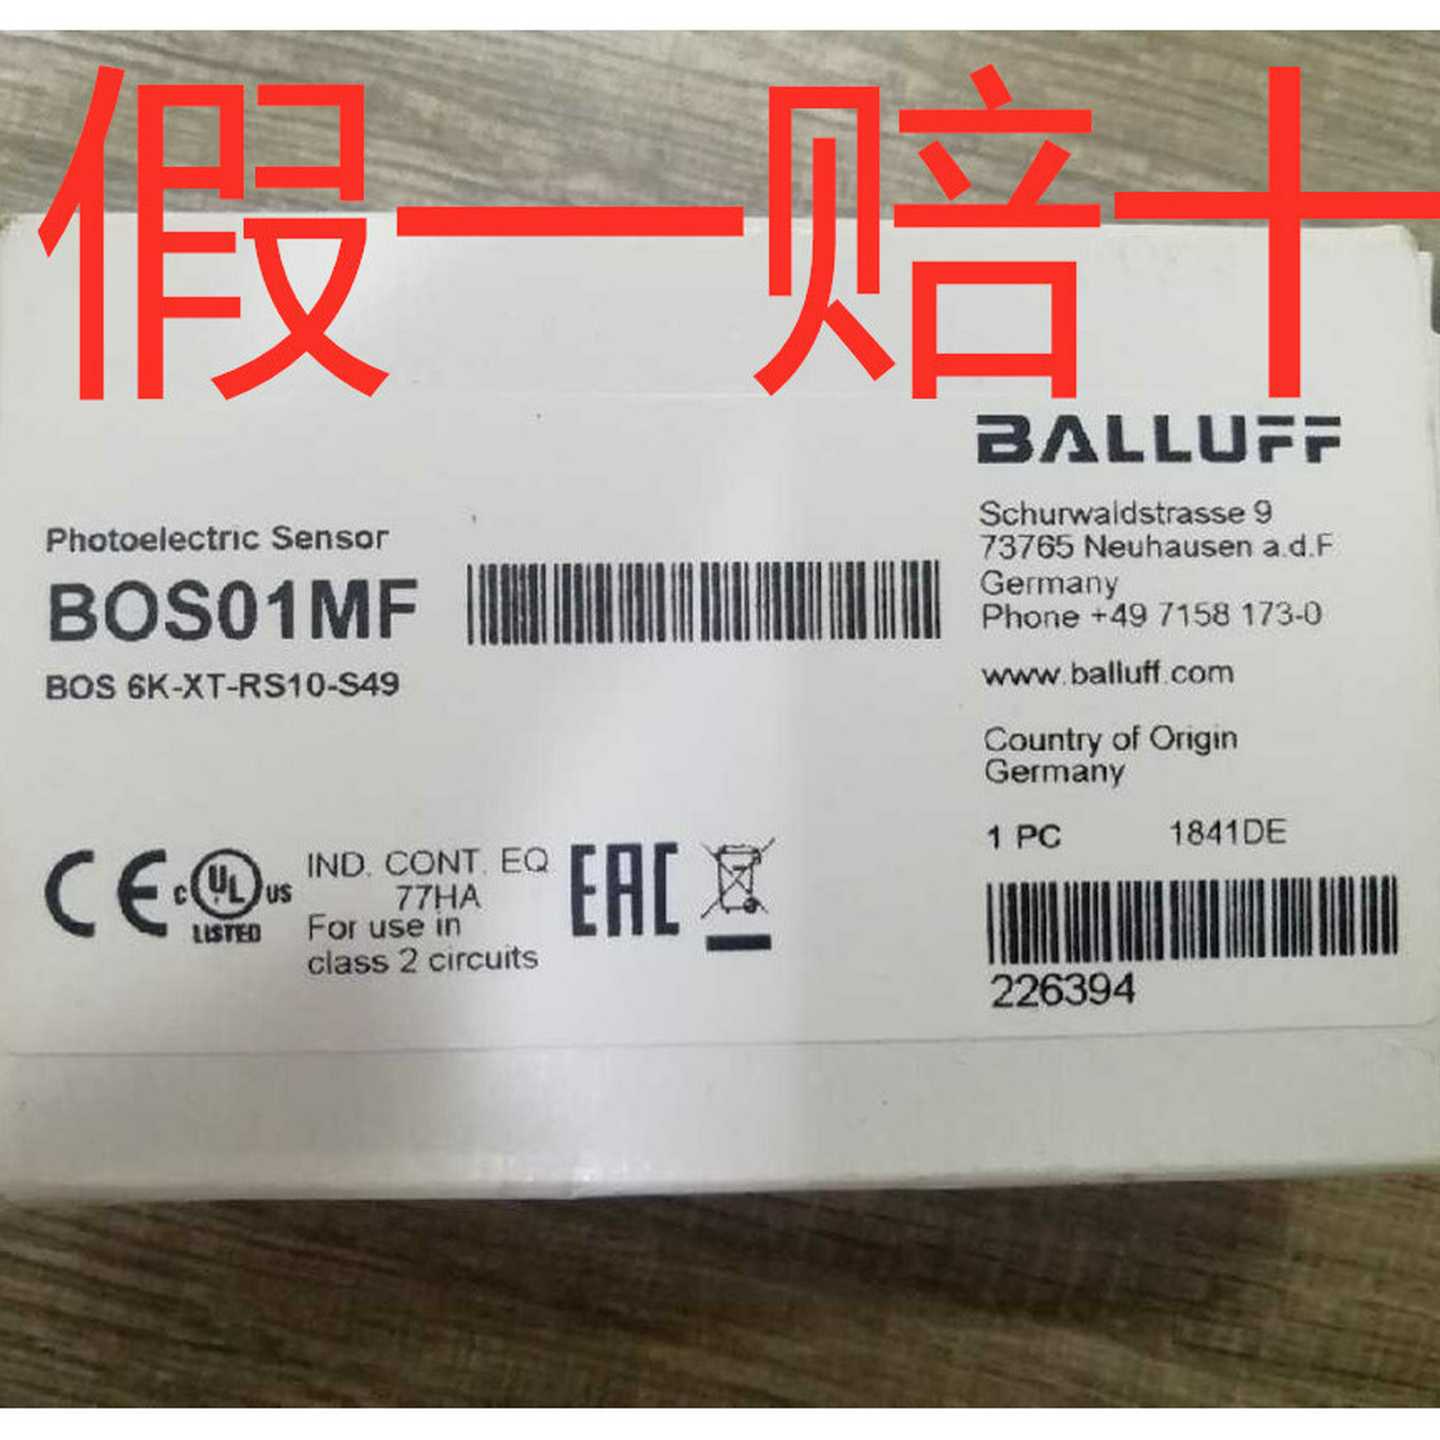 假一赔十
BALLUFF
Schurwaldstrasse 9
73765 Neuhausen a.d.F
Germany
Phone +49 7158 173-0
www.balluff.com
Country of Origin
Germany
1 PC 1841DE
226394
Photoelectric Sensor
BOS01MF
BOS 6K-XT-RS10-S49
CE
C UL US
LISTED
IND. CONT. EQ
77HA
For use in
class 2 circuits
EAC